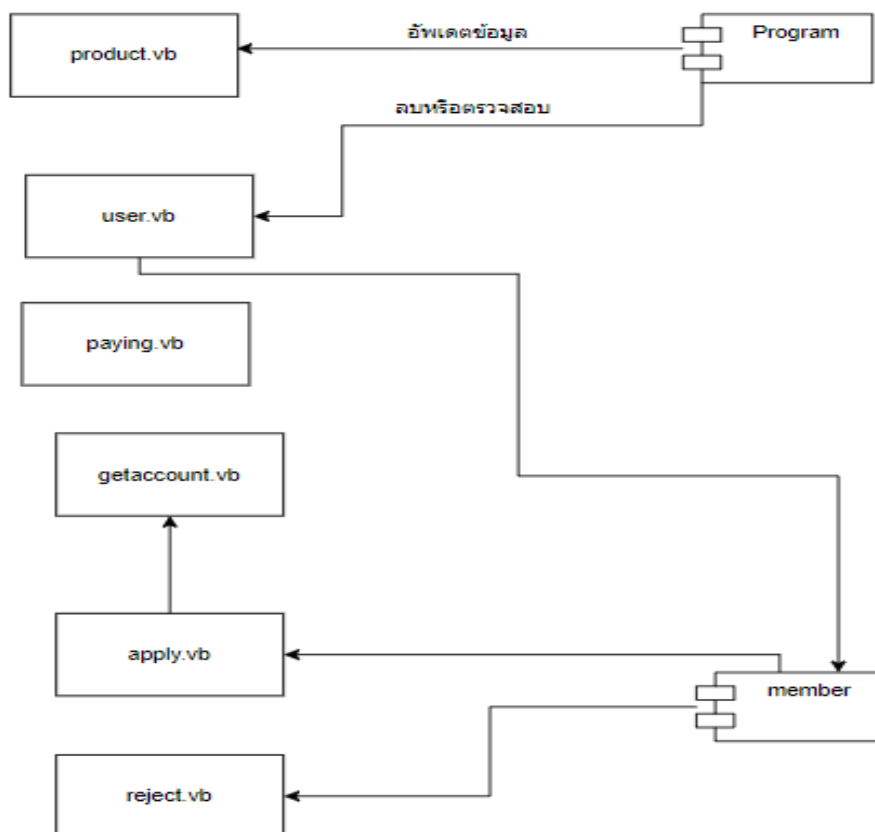 อัพเดตข้อมูล
Program
product.vb
ลบหรือตรวจสอบ
user.vb
paying.vb
getaccount.vb
apply.vb
member
reject.vb